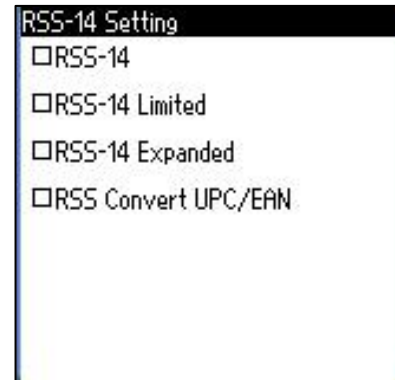 RSS-14 Setting
RSS-14
RSS-14 Limited
RSS-14 Expanded
RSS Convert UPC/EAN